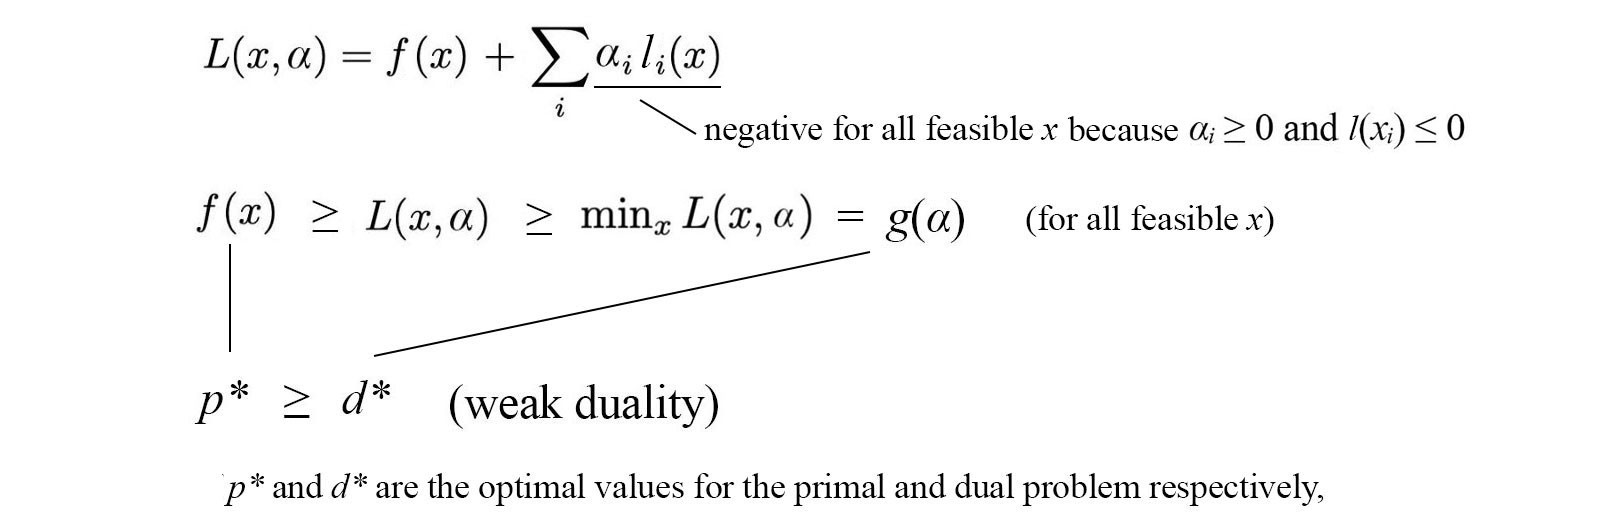 L(x, α) = f(x) + ∑_i α_i l_i(x)
negative for all feasible x because α_i ≥ 0 and l(x_i) ≤ 0
f(x) ≥ L(x, α) ≥ min_x L(x, α) = g(α) (for all feasible x)
p* ≥ d* (weak duality)
p* and d* are the optimal values for the primal and dual problem respectively,